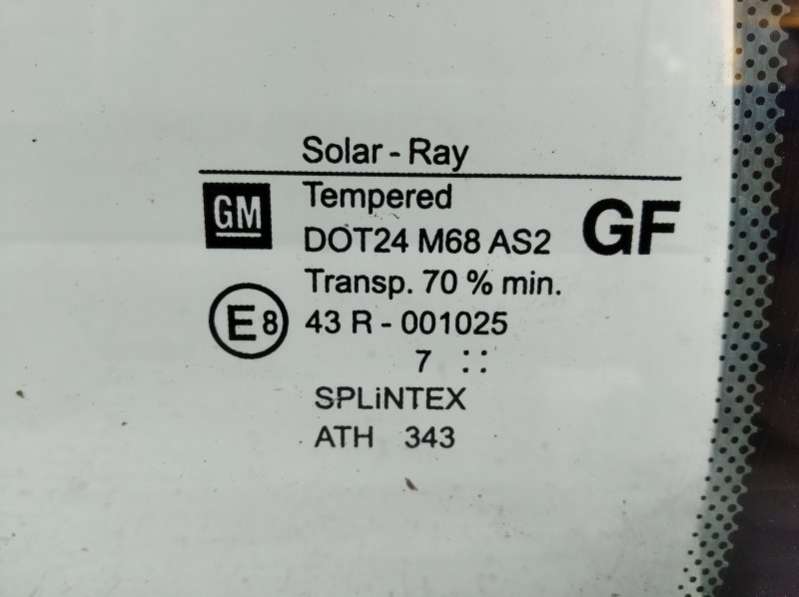 Solar - Ray
GM
Tempered
DOT24 M68 AS2
GF
Transp. 70 % min.
E8
43 R - 001025
7 ::
SPLiNTEX
ATH 343